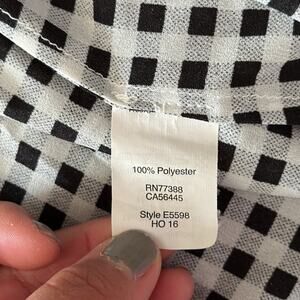 100% Polyester
RN77388
CA56445
Style E5598
HO 16